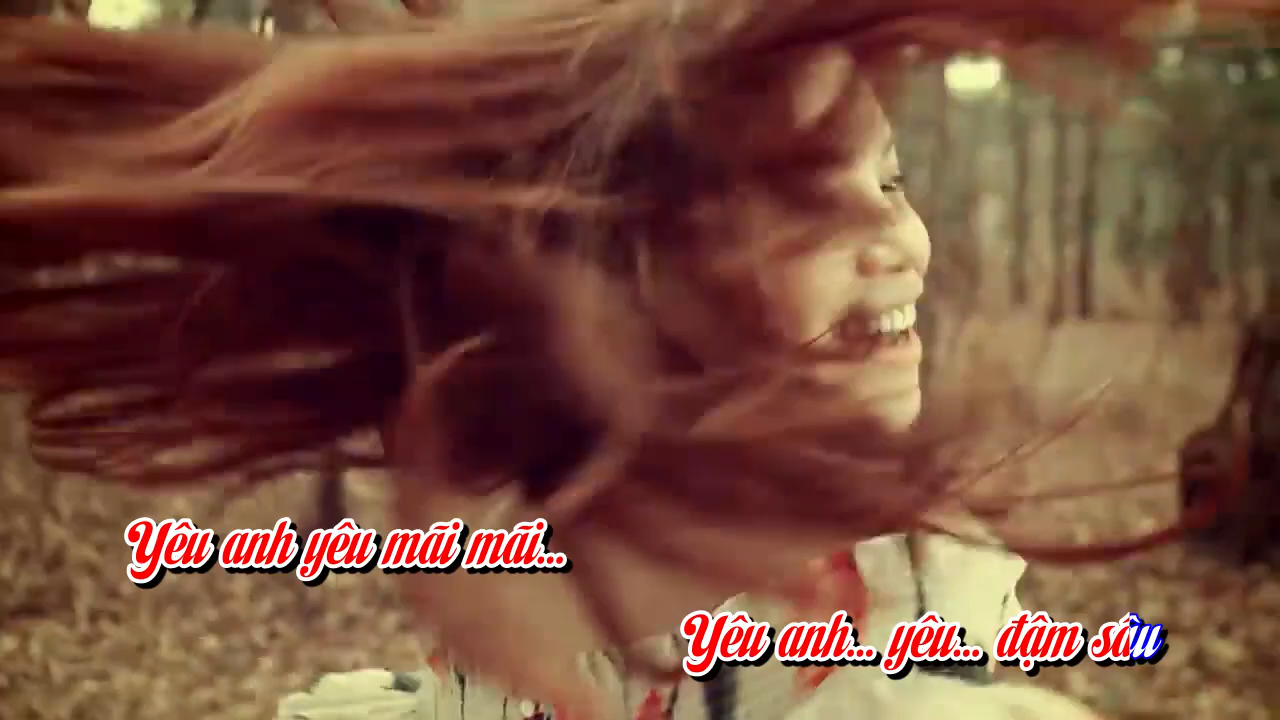 Yêu anh yêu mãi mãi...
Yêu anh... yêu... đậm sâu